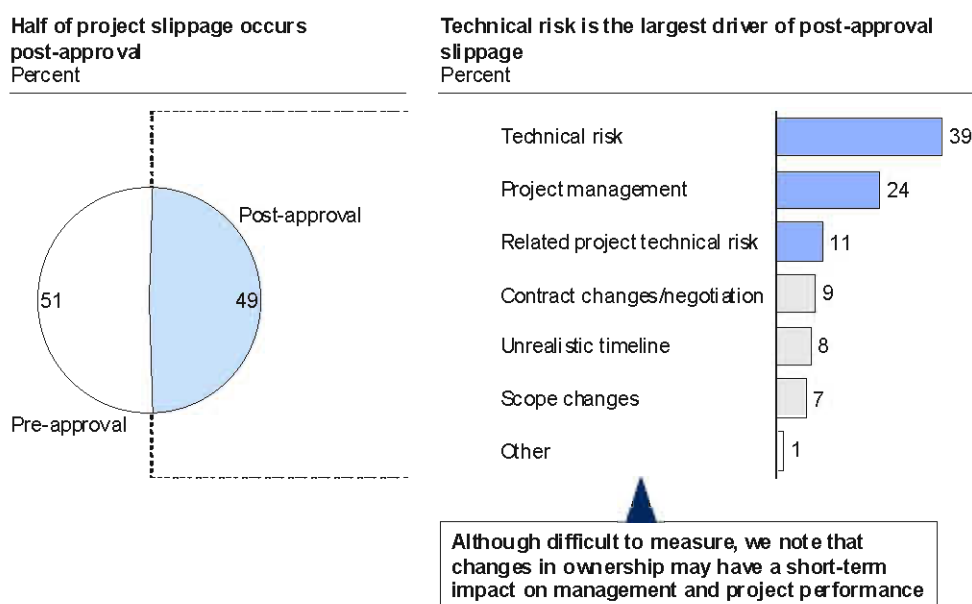 Half of project slippage occurs
post-approval
Percent
Post-approval
51
49
Pre-approval
Technical risk is the largest driver of post-approval
slippage
Percent
Technical risk
39
Project management
24
Related project technical risk
11
Contract changes/negotiation
9
Unrealistic timeline
8
Scope changes
7
Other
1
Although difficult to measure, we note that
changes in ownership may have a short-term
impact on management and project performance